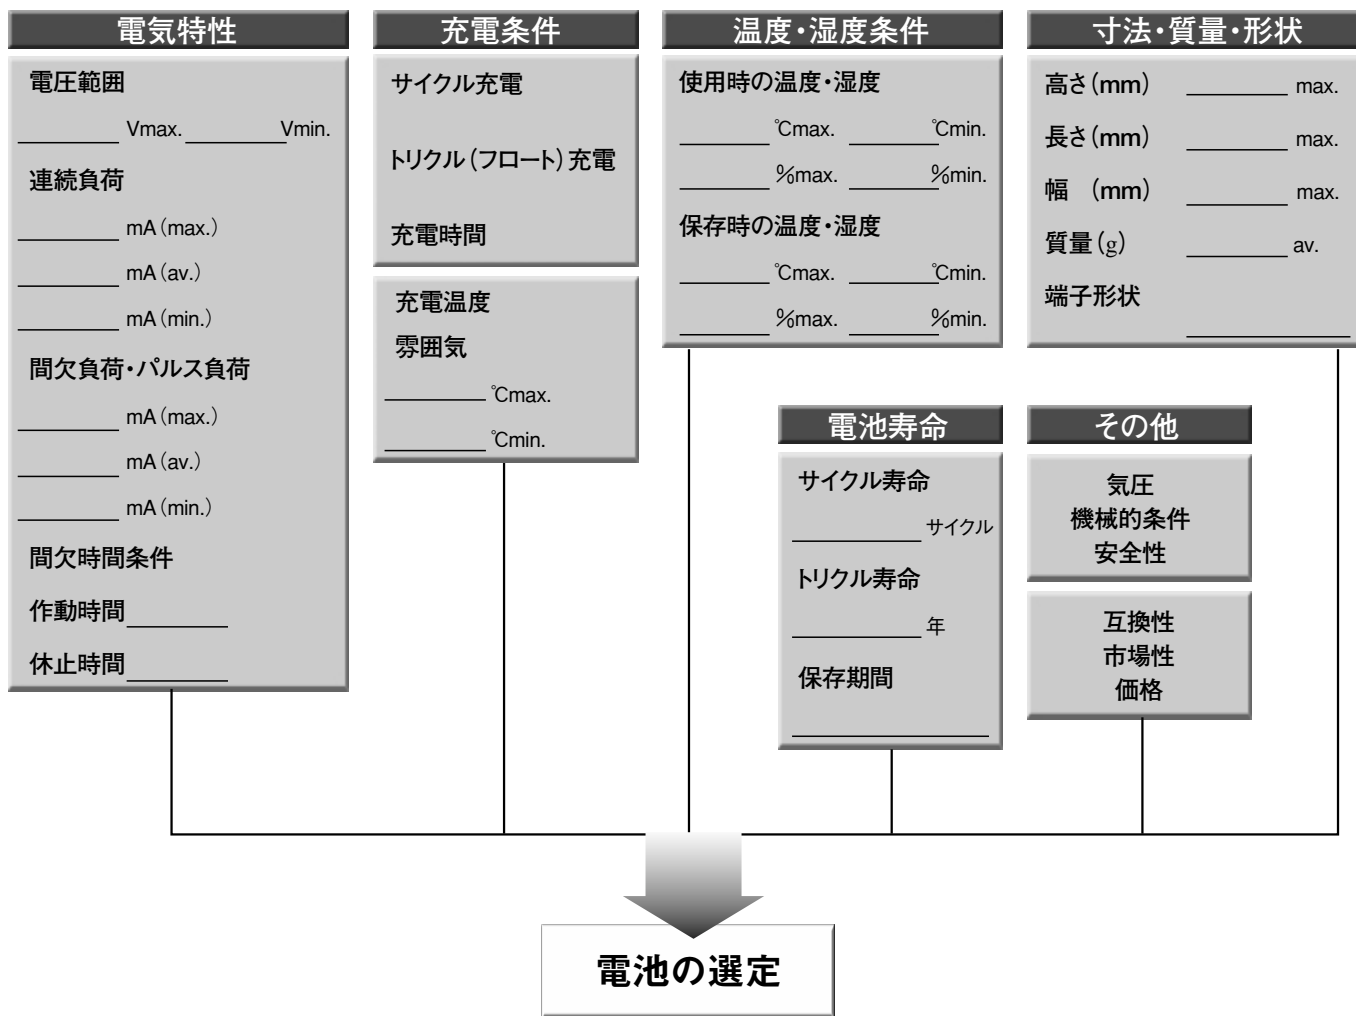 電気特性
電圧範囲
Vmax. Vmin.
連続負荷
mA（max.）
mA（av.）
mA（min.）
間欠負荷・パルス負荷
mA（max.）
mA（av.）
mA（min.）
間欠時間条件
作動時間
休止時間
充電条件
サイクル充電
トリクル（フロート）充電
充電時間
充電温度
雰囲気
℃max.
℃min.
温度・湿度条件
使用時の温度・湿度
℃max. ℃min.
%max. %min.
保存時の温度・湿度
℃max. ℃min.
%max. %min.
寸法・質量・形状
高さ（mm） max.
長さ（mm） max.
幅　（mm） max.
質量（g） av.
端子形状
電池寿命
サイクル寿命
サイクル
トリクル寿命
年
保存期間
その他
気圧
機械的条件
安全性
互換性
市場性
価格
電池の選定